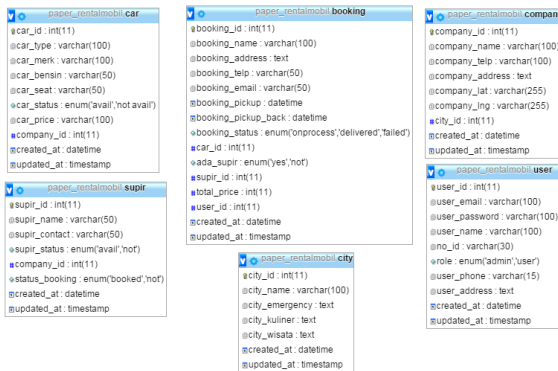 paper_rentalmobil car
car_id : int(11)
car_type : varchar(100)
car_merk : varchar(100)
car_bensin : varchar(50)
car_seat : varchar(50)
car_status : enum('avail','not avail')
car_price : varchar(100)
company_id : int(11)
created_at : datetime
updated_at : timestamp
paper_rentalmobil supir
supir_id : int(11)
supir_name : varchar(50)
supir_contact : varchar(50)
supir_status : enum('avail','not')
company_id : int(11)
status_booking : enum('booked','not')
created_at : datetime
updated_at : timestamp
paper_rentalmobil.booking
booking_id : int(11)
booking_name : varchar(100)
booking_address : text
booking_telp : varchar(50)
booking_email : varchar(50)
booking_pickup : datetime
booking_pickup_back : datetime
booking_status : enum('onprocess','delivered','failed')
car_id : int(11)
ada_supir : enum('yes','not')
supir_id : int(11)
total_price : int(11)
user_id : int(11)
created_at : datetime
updated_at : timestamp
paper_rentalmobil city
city_id : int(11)
city_name : varchar(100)
city_emergency : text
city_kuliner : text
city_wisata : text
created_at : datetime
updated_at : timestamp
paper_rentalmobil compan
company_id : int(11)
company_name : varchar(100)
company_telp : varchar(100)
company_address : text
company_lat : varchar(255)
company_lng : varchar(255)
city_id : int(11)
created_at : datetime
updated_at : timestamp
paper_rentalmobil user
user_id : int(11)
user_email : varchar(100)
user_password : varchar(100)
user_name : varchar(100)
no_id : varchar(30)
role : enum('admin','user')
user_phone : varchar(15)
user_address : text
created_at : datetime
updated_at : timestamp